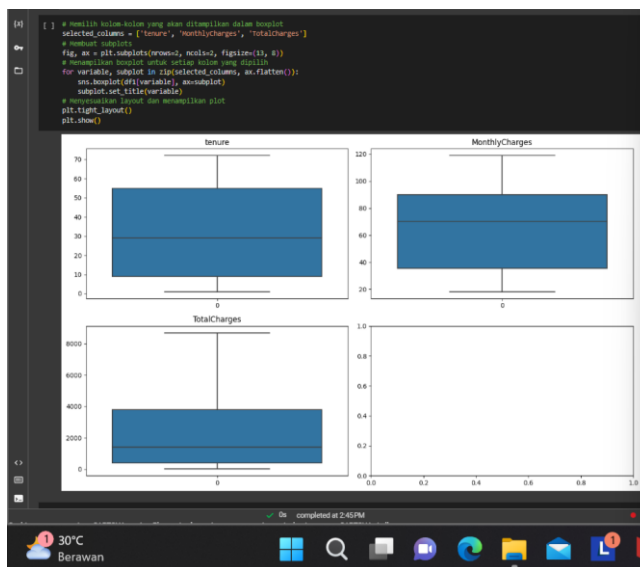 [ ] # Memilih kolom-kolom yang akan ditampilkan dalam boxplot
selected_columns = ['tenure', 'MonthlyCharges', 'TotalCharges']
# Membuat subplots
fig, ax = plt.subplots(nrows=2, ncols=2, figsize=(13, 8))
# Menampilkan boxplot untuk setiap kolom yang dipilih
for variable, subplot in zip(selected_columns, ax.flatten()):
sns.boxplot(df1[variable], ax=subplot)
subplot.set_title(variable)
# Menyesuaikan layout dan menampilkan plot
plt.tight_layout()
plt.show()
tenure
70
60
50
40
30
20
10
0
0
MonthlyCharges
120
100
80
60
40
20
0
TotalCharges
8000
6000
4000
2000
0
0
1.0
0.8
0.6
0.4
0.2
0.0
0.0 0.2 0.4 0.6 0.8 1.0
0s completed at 2:45PM
1
30°C
Berawan
L
1